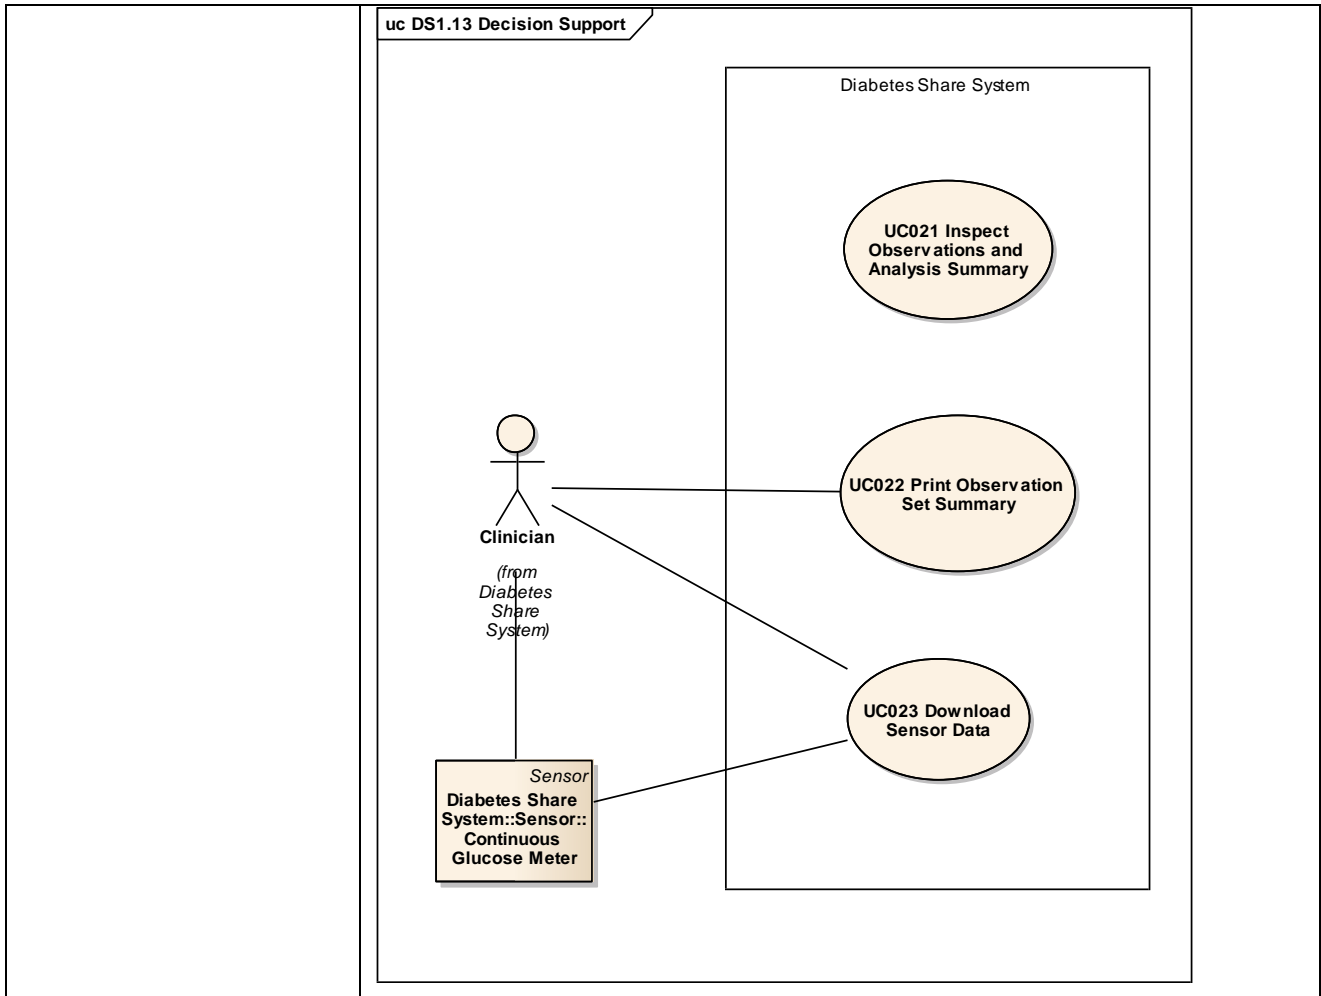 uc DS1.13 Decision Support
Diabetes Share System
UC021 Inspect
Observations and
Analysis Summary
UC022 Print Observation
Set Summary
Clinician
(from
Diabetes
Share
System)
UC023 Download
Sensor Data
Sensor
Diabetes Share
System::Sensor::
Continuous
Glucose Meter